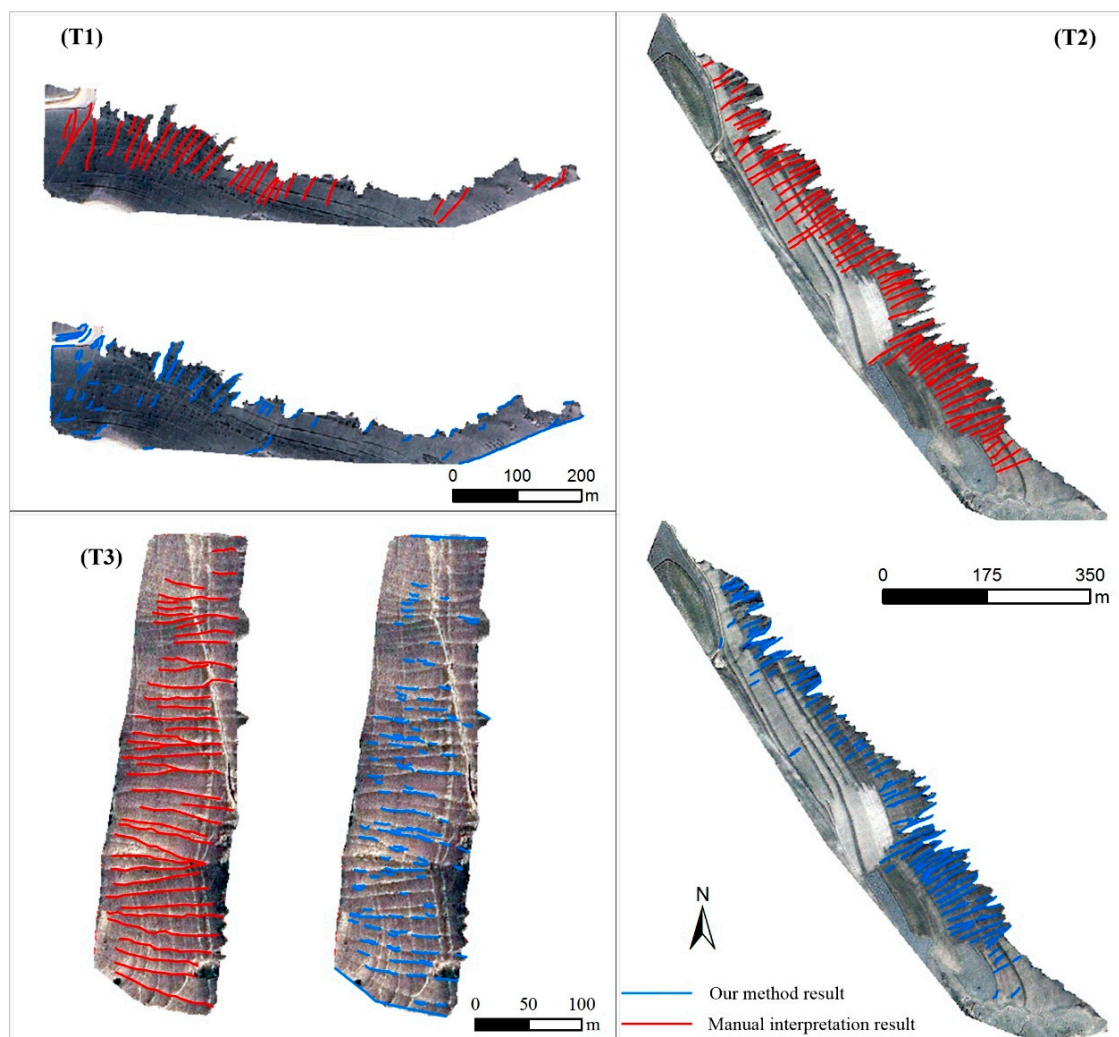 (T1)
(T2)
0 100 200
m
(T3)
0 175 350
m
N
Our method result
Manual interpretation result
0 50 100
m